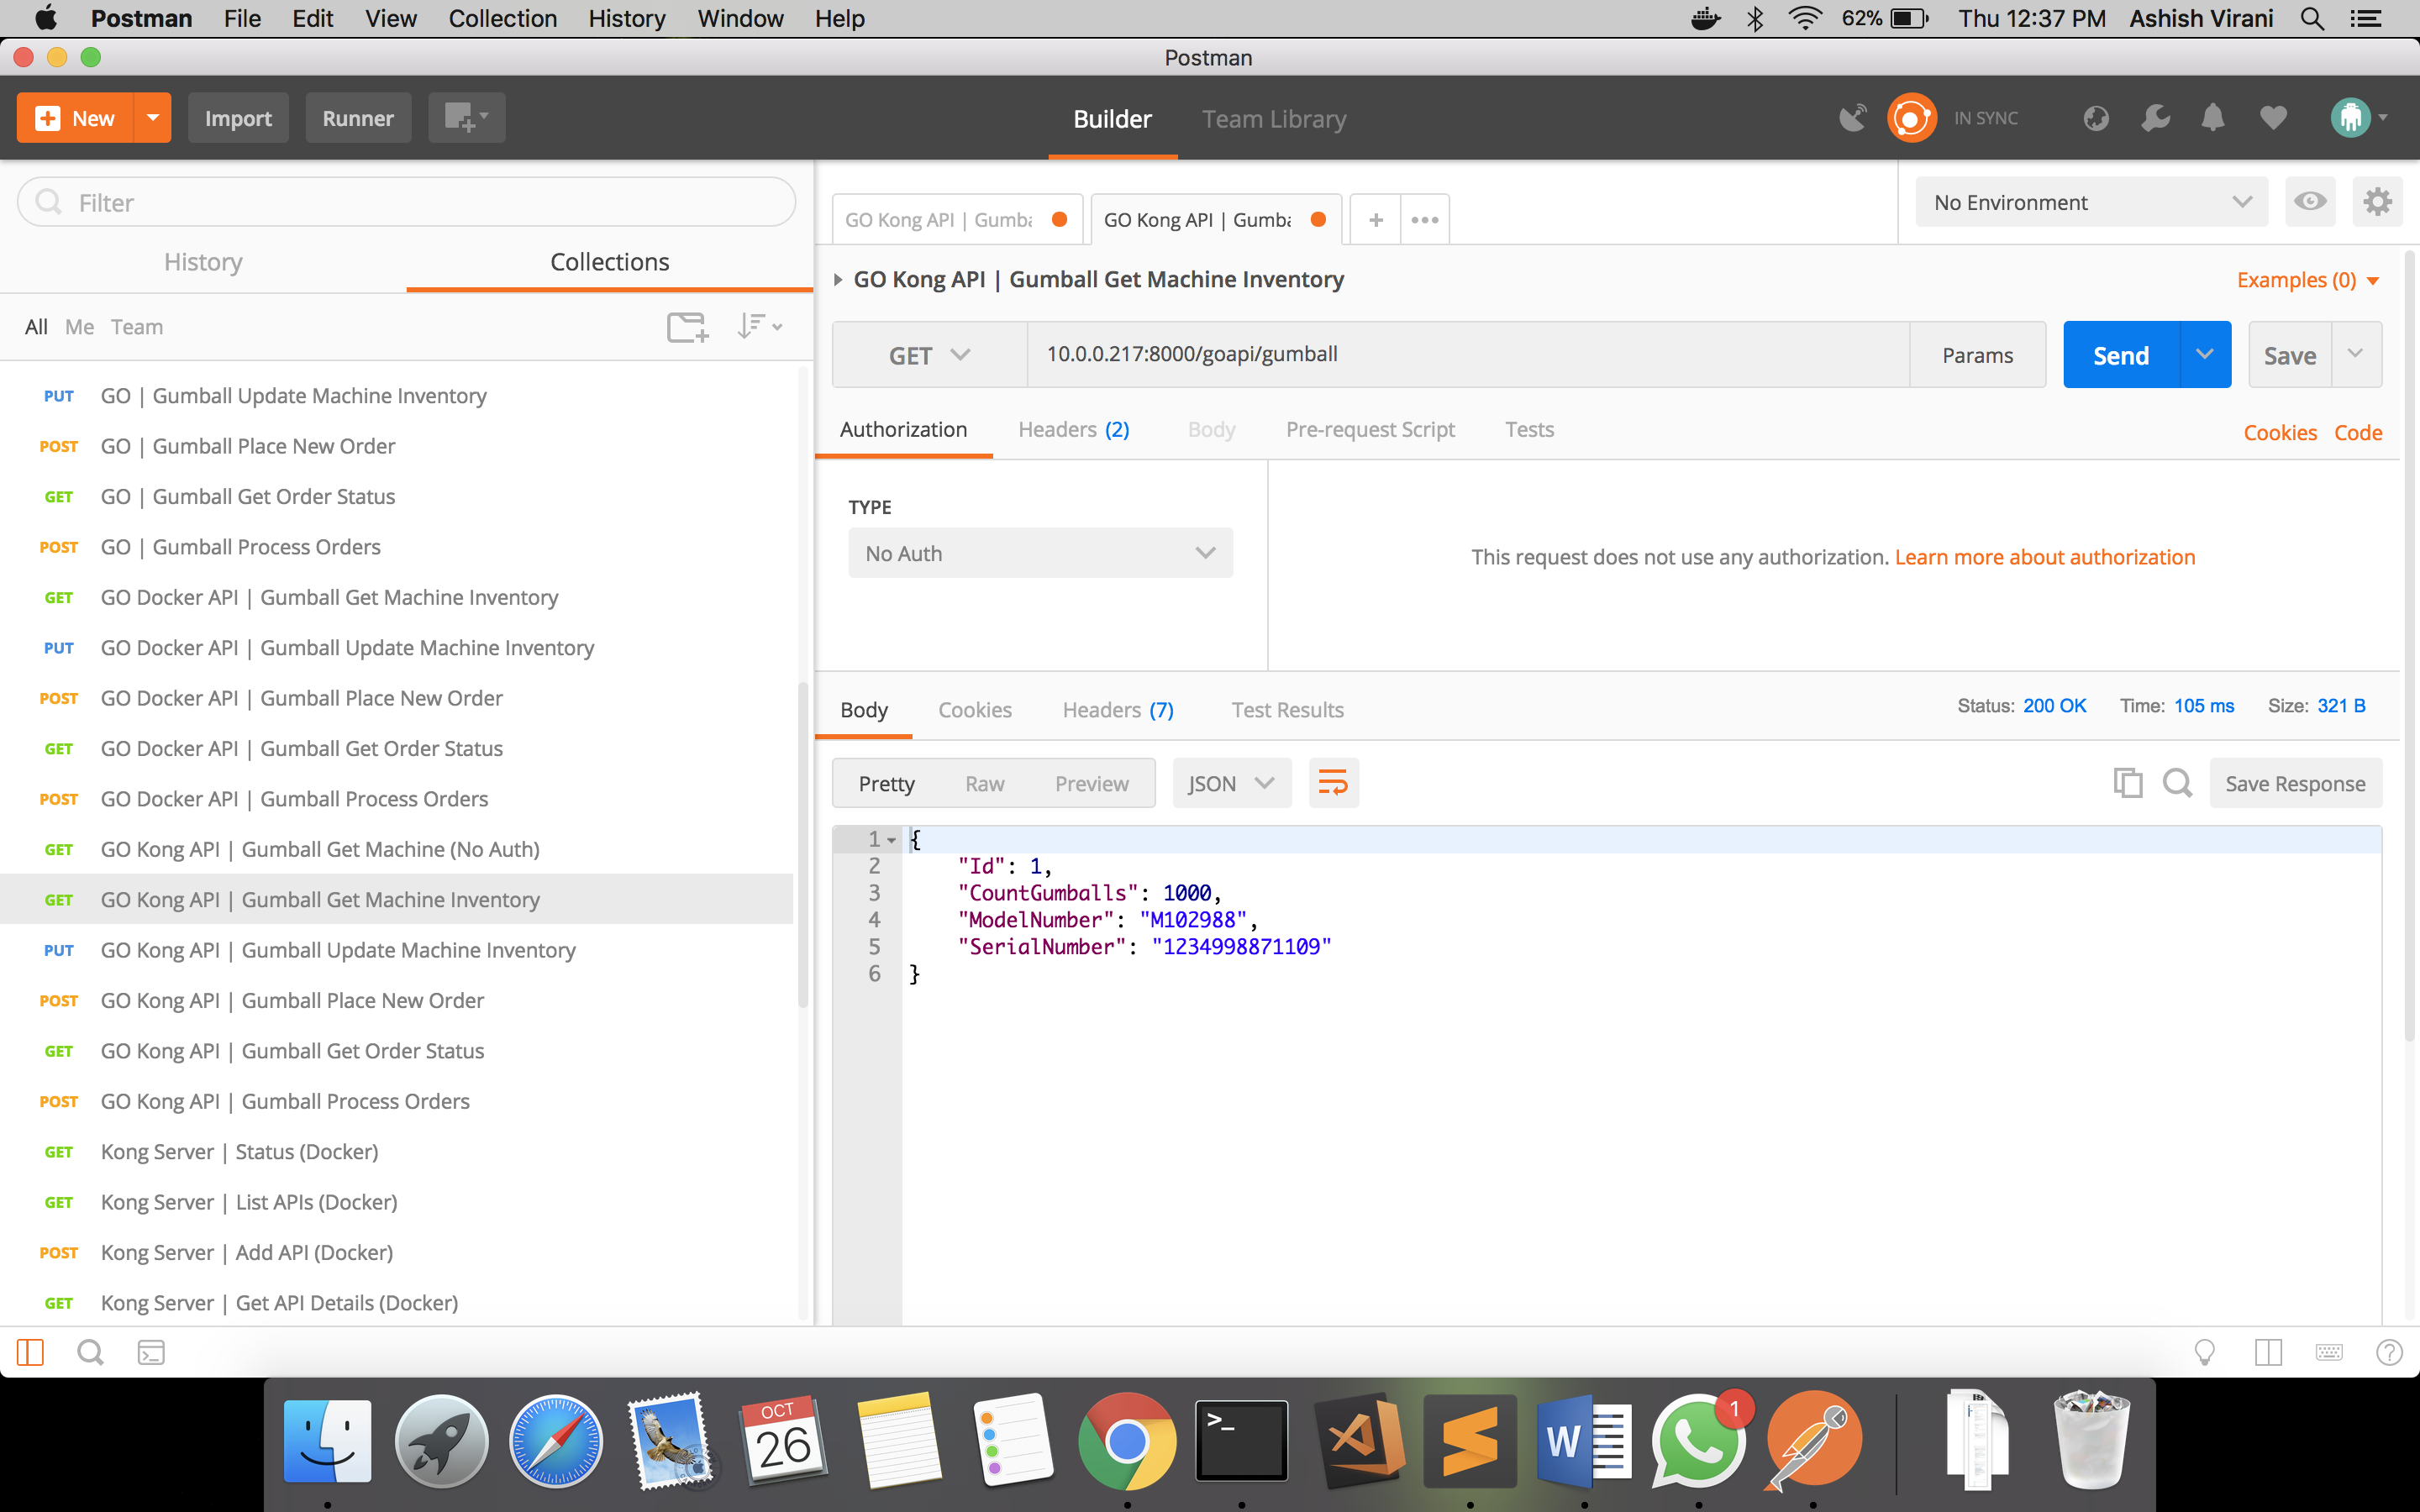 Postman File Edit View Collection History Window Help
62% Thu 12:37 PM Ashish Virani
Postman
New Import Runner
Builder Team Library
IN SYNC
Filter
History Collections
All Me Team
PUT GO | Gumball Update Machine Inventory
POST GO | Gumball Place New Order
GET GO | Gumball Get Order Status
POST GO | Gumball Process Orders
GET GO Docker API | Gumball Get Machine Inventory
PUT GO Docker API | Gumball Update Machine Inventory
POST GO Docker API | Gumball Place New Order
GET GO Docker API | Gumball Get Order Status
POST GO Docker API | Gumball Process Orders
GET GO Kong API | Gumball Get Machine (No Auth)
GET GO Kong API | Gumball Get Machine Inventory
PUT GO Kong API | Gumball Update Machine Inventory
POST GO Kong API | Gumball Place New Order
GET GO Kong API | Gumball Get Order Status
POST GO Kong API | Gumball Process Orders
GET Kong Server | Status (Docker)
GET Kong Server | List APIs (Docker)
POST Kong Server | Add API (Docker)
GET Kong Server | Get API Details (Docker)
GO Kong API | Gumba GO Kong API | Gumba + •••
No Environment
GO Kong API | Gumball Get Machine Inventory
Examples (0)
GET 10.0.0.217:8000/goapi/gumball Params Send Save
Authorization Headers (2) Body Pre-request Script Tests
Cookies Code
TYPE
No Auth
This request does not use any authorization. Learn more about authorization
Body Cookies Headers (7) Test Results
Status: 200 OK Time: 105 ms Size: 321 B
Pretty Raw Preview JSON
Save Response
1 {
2 "Id": 1,
3 "CountGumballs": 1000,
4 "ModelNumber": "M102988",
5 "SerialNumber": "1234998871109"
6 }
OCT
26
>_
W
1